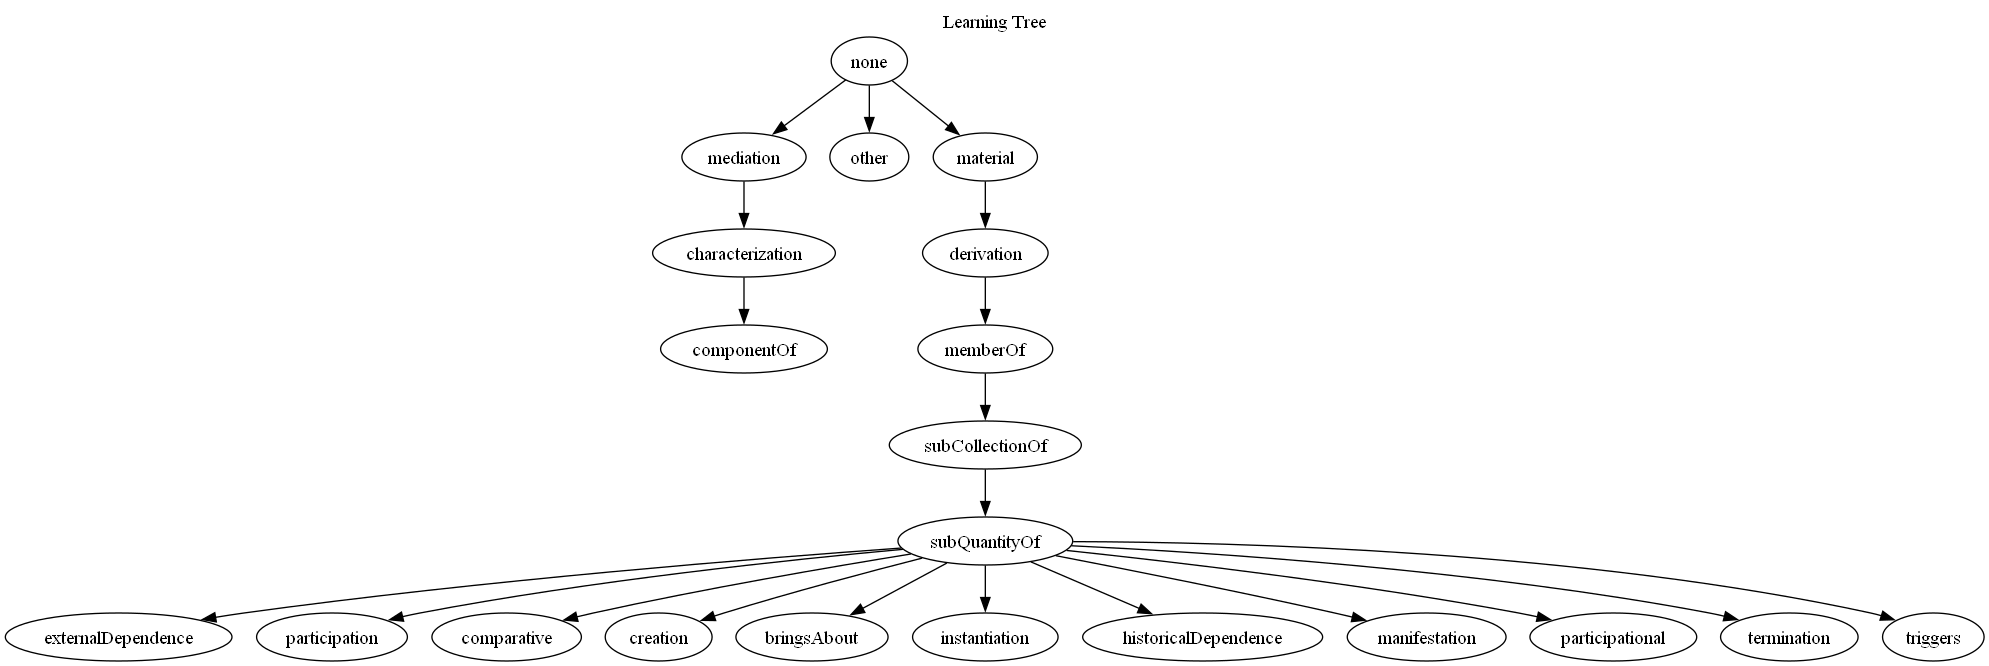 Learning Tree
none
mediation
other
material
characterization
derivation
componentOf
memberOf
subCollectionOf
subQuantityOf
externalDependence
participation
comparative
creation
bringsAbout
instantiation
historicalDependence
manifestation
participational
termination
triggers